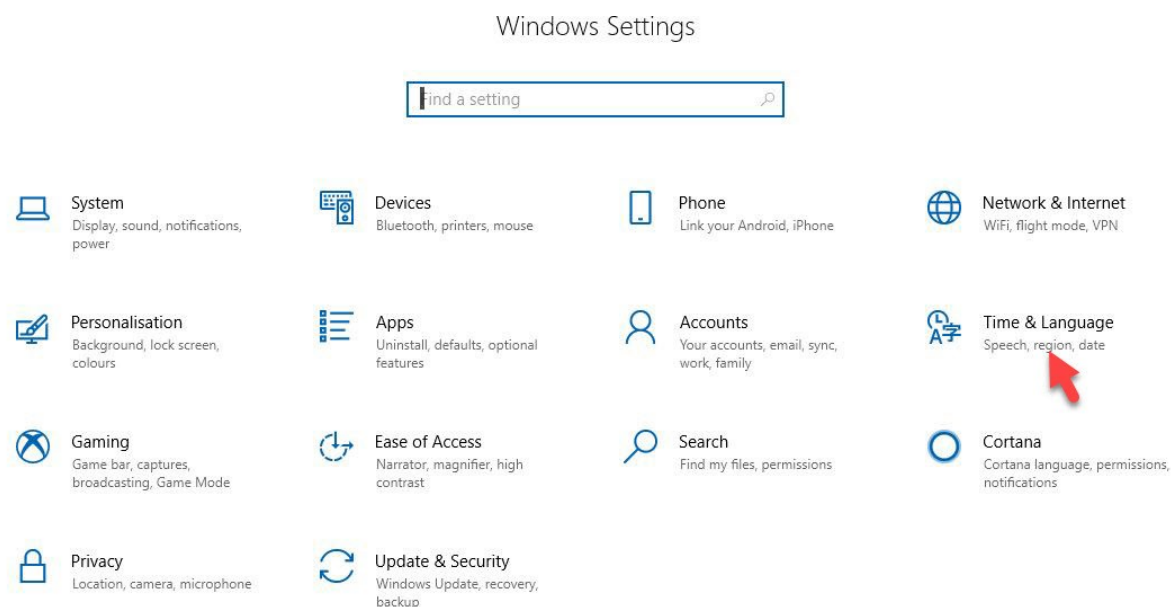 Windows Settings
Find a setting
System
Display, sound, notifications,
power
Devices
Bluetooth, printers, mouse
Phone
Link your Android, iPhone
Network & Internet
WiFi, flight mode, VPN
Personalisation
Background, lock screen,
colours
Apps
Uninstall, defaults, optional
features
Accounts
Your accounts, email, sync,
work, family
Time & Language
Speech, region, date
Gaming
Game bar, captures,
broadcasting, Game Mode
Ease of Access
Narrator, magnifier, high
contrast
Search
Find my files, permissions
Cortana
Cortana language, permissions,
notifications
Privacy
Location, camera, microphone
Update & Security
Windows Update, recovery,
backup